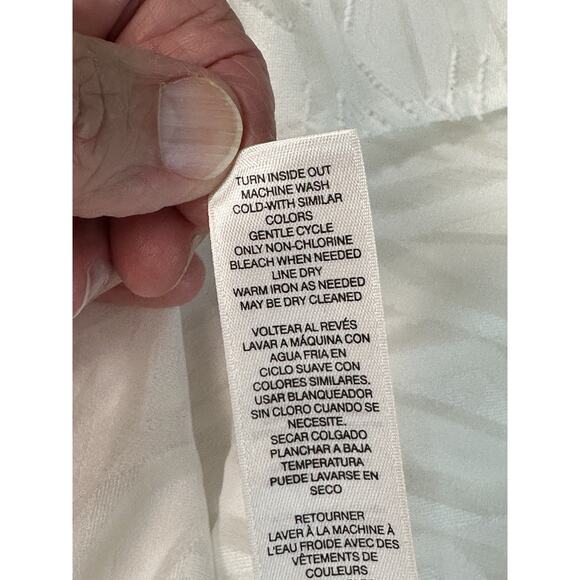 TURN INSIDE OUT
MACHINE WASH
COLD-WITH SIMILAR
COLORS
GENTLE CYCLE
ONLY NON-CHLORINE
BLEACH WHEN NEEDED
LINE DRY
WARM IRON AS NEEDED
MAY BE DRY CLEANED
VOLTEAR AL REVÉS
LAVAR A MÁQUINA CON
AGUA FRIA EN
CICLO SUAVE CON
COLORES SIMILARES.
USAR BLANQUEADOR
SIN CLORO CUANDO SE
NECESITE.
SECAR COLGADO
PLANCHAR A BAJA
TEMPERATURA
PUEDE LAVARSE EN
SECO
RETOURNER
LAVER À LA MACHINE À
L'EAU FROIDE AVEC DES
VÊTEMENTS DE
COULEURS